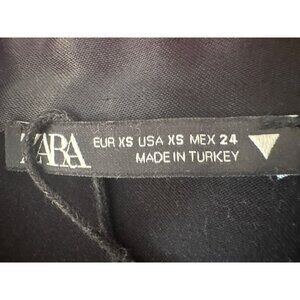 ZARA
EUR XS USA XS MEX 24
MADE IN TURKEY